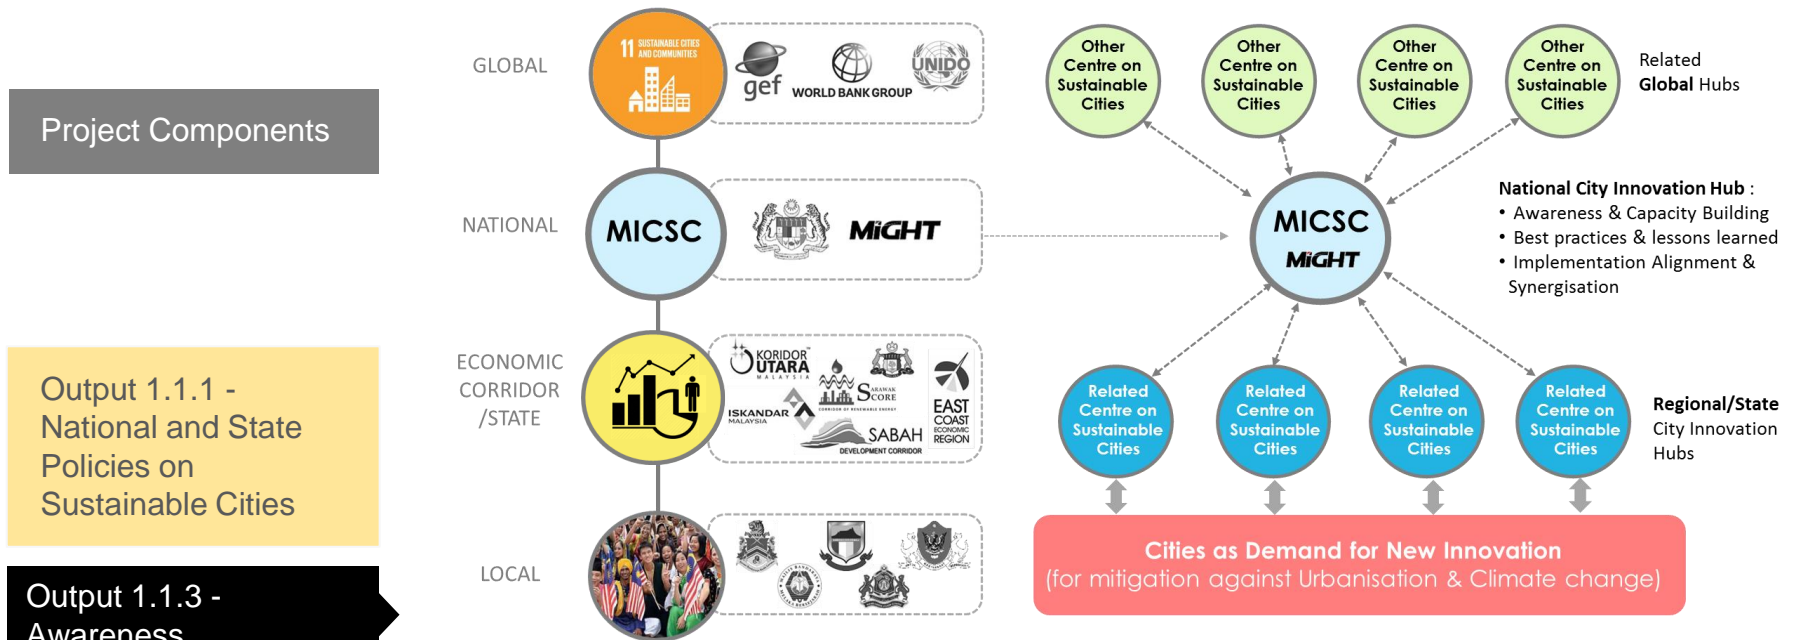 Project Components
Output 1.1.1 -
National and State
Policies on
Sustainable Cities
Output 1.1.3 -
Awareness
GLOBAL
11 SUSTAINABLE CITIES
AND COMMUNITIES
gef
WORLD BANK GROUP
UNIDO
NATIONAL
MICSC
MiGHT
ECONOMIC
CORRIDOR
/STATE
KORIDOR
UTARA
MALAYSIA
SARAWAK
SCORE
CORRIDOR OF RENEWABLE ENERGY
ISKANDAR
MALAYSIA
SABAH
DEVELOPMENT CORRIDOR
EAST
COAST
ECONOMIC
REGION
LOCAL
Other
Centre on
Sustainable
Cities
Other
Centre on
Sustainable
Cities
Other
Centre on
Sustainable
Cities
Other
Centre on
Sustainable
Cities
Related
Global Hubs
MICSC
MiGHT
National City Innovation Hub :
• Awareness & Capacity Building
• Best practices & lessons learned
• Implementation Alignment &
Synergisation
Related
Centre on
Sustainable
Cities
Related
Centre on
Sustainable
Cities
Related
Centre on
Sustainable
Cities
Related
Centre on
Sustainable
Cities
Regional/State
City Innovation
Hubs
Cities as Demand for New Innovation
(for mitigation against Urbanisation & Climate change)